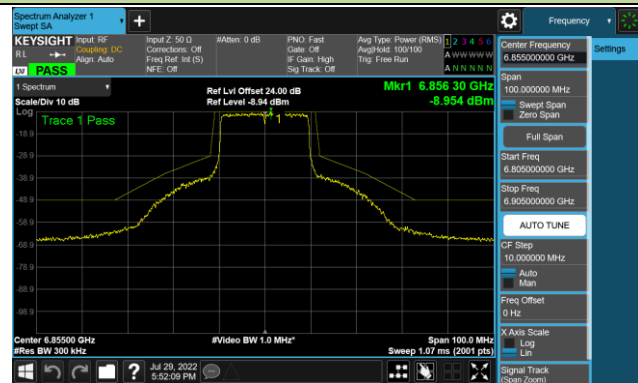 Spectrum Analyzer 1
Swept SA
Frequency
KEYSIGHT
RL
Input: RF
Coupling: DC
Align: Auto
Input Z: 50 Ω
Corrections: Off
Freq Ref: Int (S)
NFE: Off
#Atten: 0 dB
PNO: Fast
Gate: Off
IF Gain: High
Sig Track: Off
Avg Type: Power (RMS)
Avg|Hold: 100/100
Trig: Free Run
1 2 3 4 5 6
A W W W W W
A N N N N N
PASS
1 Spectrum
Scale/Div 10 dB
Ref Lvl Offset 24.00 dB
Ref Level -8.94 dBm
Mkr1 6.856 30 GHz
-8.954 dBm
Log
Trace 1 Pass
1
-18.9
-28.9
-38.9
-48.9
-58.9
-68.9
-78.9
-88.9
-98.9
Center 6.85500 GHz
#Res BW 300 kHz
#Video BW 1.0 MHz*
Span 100.0 MHz
Sweep 1.07 ms (2001 pts)
Jul 29, 2022
5:52:09 PM
Center Frequency
6.855000000 GHz
Settings
Span
100.000000 MHz
Swept Span
Zero Span
Full Span
Start Freq
6.805000000 GHz
Stop Freq
6.905000000 GHz
AUTO TUNE
CF Step
10.000000 MHz
Auto
Man
Freq Offset
0 Hz
X Axis Scale
Log
Lin
Signal Track
(Span Zoom)